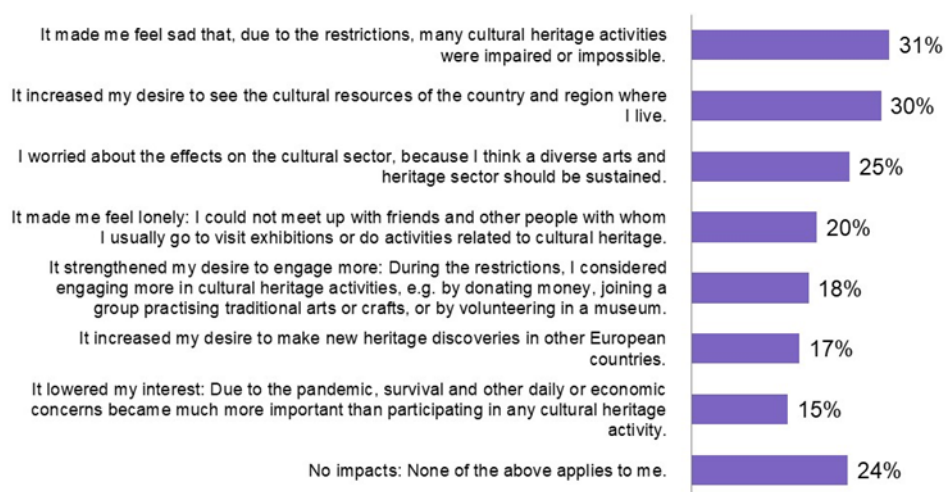 It made me feel sad that, due to the restrictions, many cultural heritage activities
were impaired or impossible.
31%
It increased my desire to see the cultural resources of the country and region where
I live.
30%
I worried about the effects on the cultural sector, because I think a diverse arts and
heritage sector should be sustained.
25%
It made me feel lonely: I could not meet up with friends and other people with whom
I usually go to visit exhibitions or do activities related to cultural heritage.
20%
It strengthened my desire to engage more: During the restrictions, I considered
engaging more in cultural heritage activities, e.g. by donating money, joining a
group practising traditional arts or crafts, or by volunteering in a museum.
18%
It increased my desire to make new heritage discoveries in other European
countries.
17%
It lowered my interest: Due to the pandemic, survival and other daily or economic
concerns became much more important than participating in any cultural heritage
activity.
15%
No impacts: None of the above applies to me.
24%